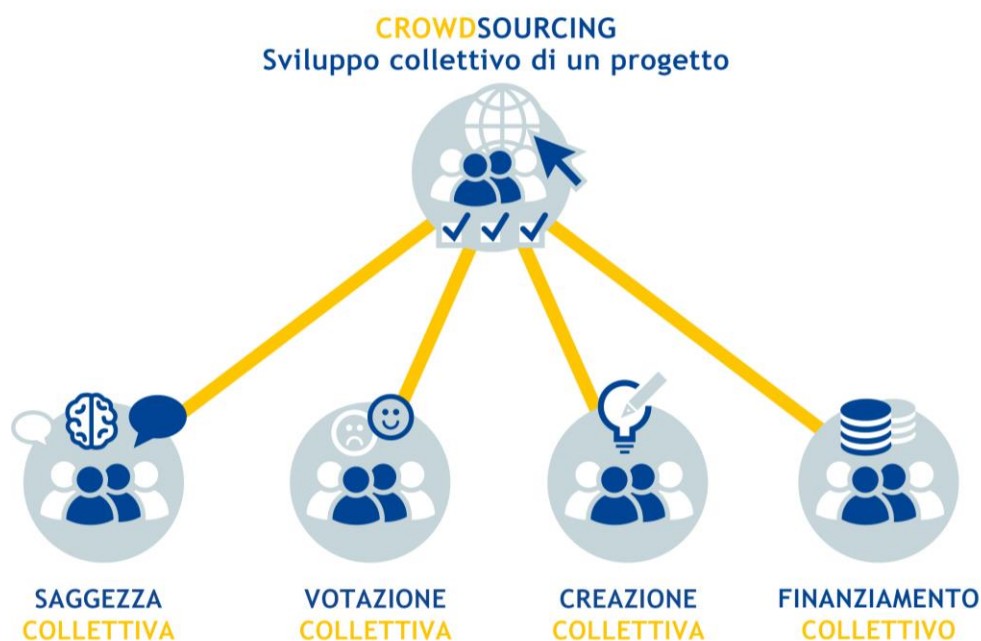 CROWDSOURCING
Sviluppo collettivo di un progetto
SAGGEZZA
COLLETTIVA
VOTAZIONE
COLLETTIVA
CREAZIONE
COLLETTIVA
FINANZIAMENTO
COLLETTIVO